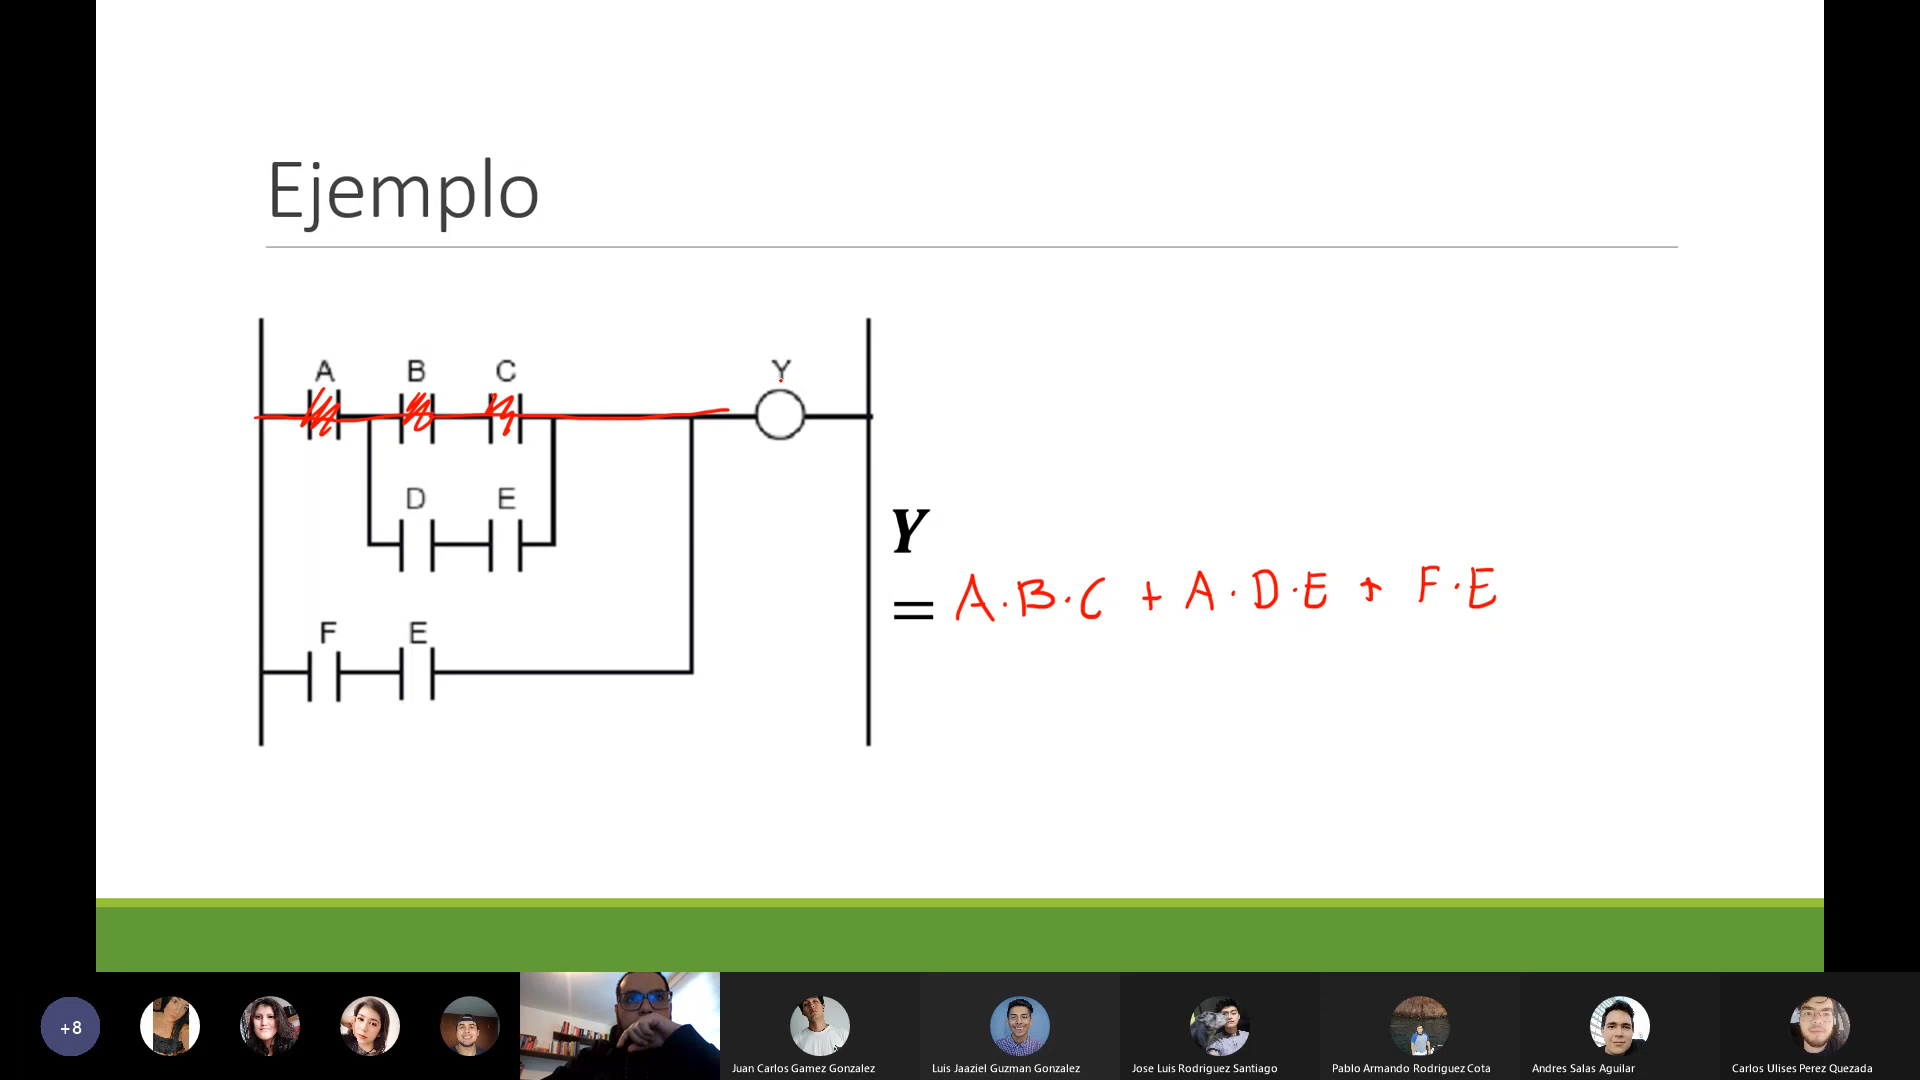 Ejemplo
A B C Y
D E
F E
Y
= A·B·C + A·D·E + F·E
+8
Juan Carlos Gamez Gonzalez
Luis Jaaziel Guzman Gonzalez
Jose Luis Rodriguez Santiago
Pablo Armando Rodriguez Cota
Andres Salas Aguilar
Carlos Ulises Perez Quezada